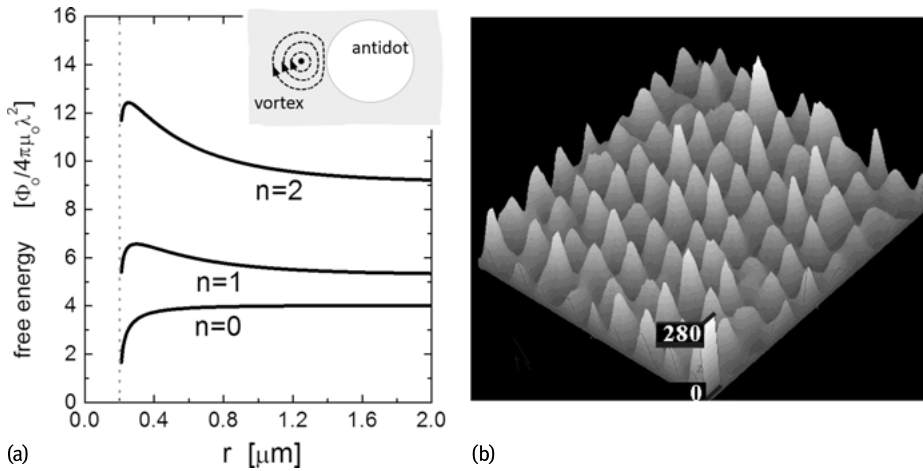 16
14
12
10
8
6
4
2
0
free energy [Φₒ/4πμₒλ²]
antidot
vortex
n=2
n=1
n=0
0.0 0.4 0.8 1.2 1.6 2.0
r [μm]
(a)
280
0
(b)